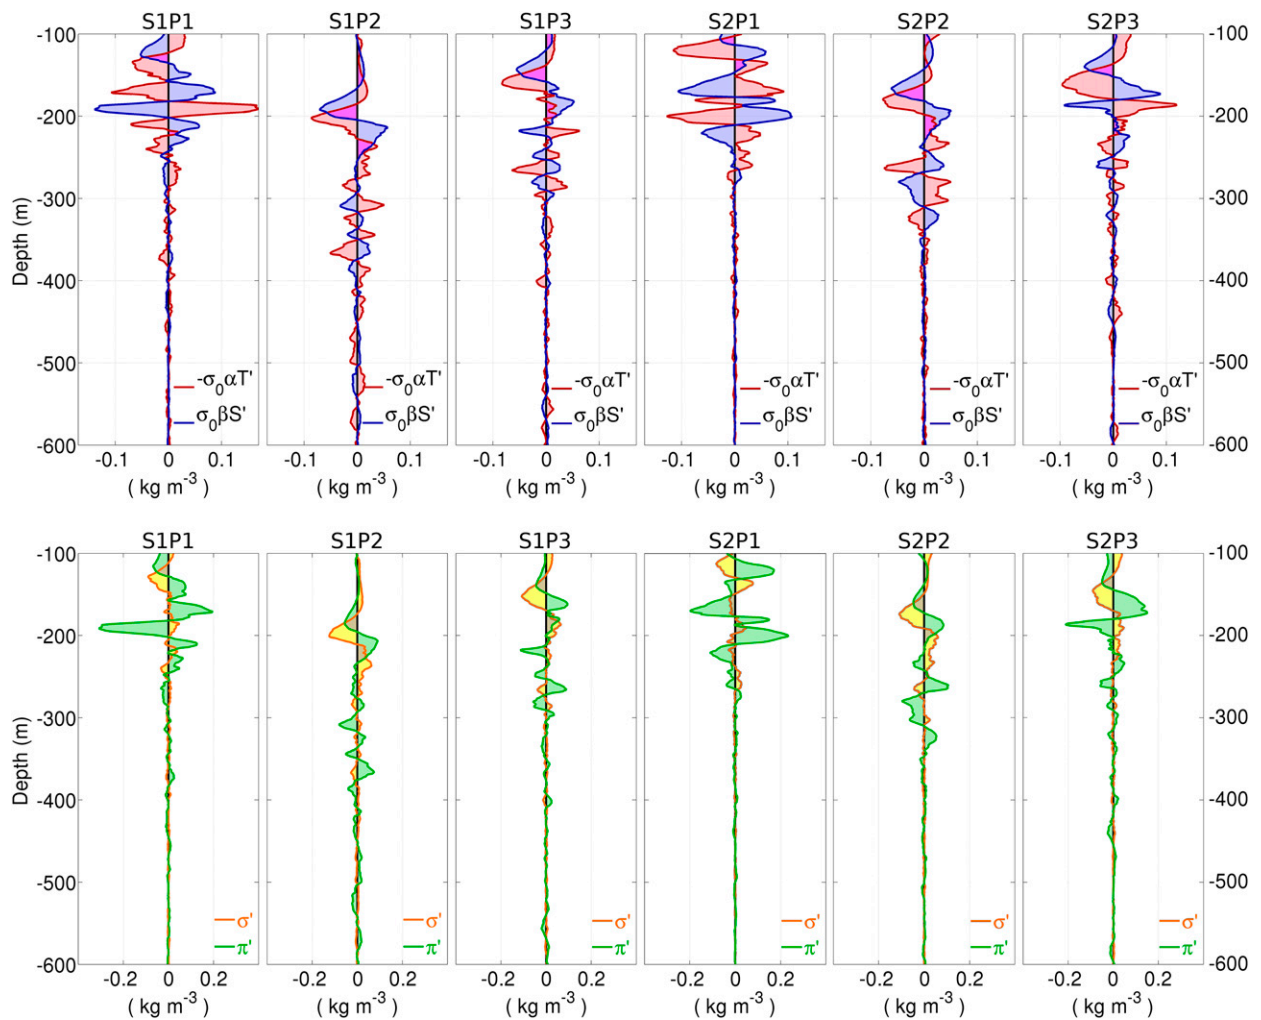 S1P1 S1P2 S1P3 S2P1 S2P2 S2P3
-100 -100
-200 -200
-300 -300
Depth (m)
-400 -400
-500 -500
-σ0αT' -σ0αT' -σ0αT' -σ0αT' -σ0αT' -σ0αT'
σ0βS' σ0βS' σ0βS' σ0βS' σ0βS' σ0βS'
-600 -600
-0.1 0 0.1 -0.1 0 0.1 -0.1 0 0.1 -0.1 0 0.1 -0.1 0 0.1 -0.1 0 0.1
( kg m-3 ) ( kg m-3 ) ( kg m-3 ) ( kg m-3 ) ( kg m-3 ) ( kg m-3 )
S1P1 S1P2 S1P3 S2P1 S2P2 S2P3
-100 -100
-200 -200
-300 -300
Depth (m)
-400 -400
-500 -500
σ' σ' σ' σ' σ' σ'
π' π' π' π' π' π'
-600 -600
-0.2 0 0.2 -0.2 0 0.2 -0.2 0 0.2 -0.2 0 0.2 -0.2 0 0.2 -0.2 0 0.2
( kg m-3 ) ( kg m-3 ) ( kg m-3 ) ( kg m-3 ) ( kg m-3 ) ( kg m-3 )